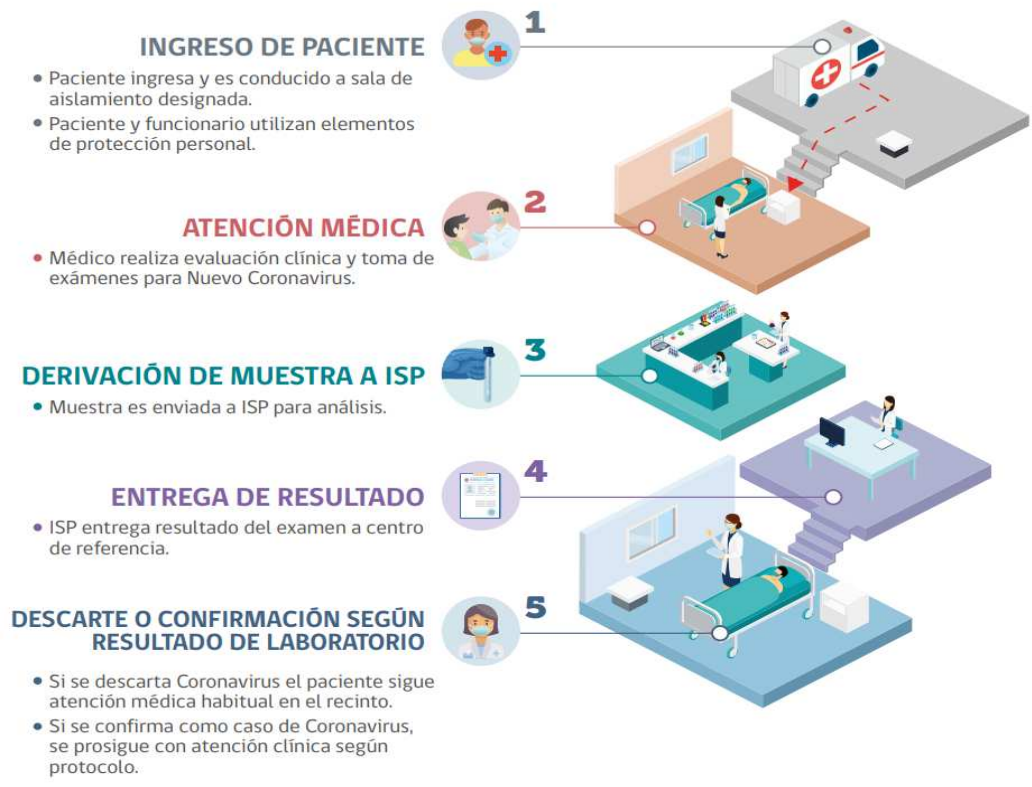 1
INGRESO DE PACIENTE
• Paciente ingresa y es conducido a sala de
aislamiento designada.
• Paciente y funcionario utilizan elementos
de protección personal.
2
ATENCIÓN MÉDICA
• Médico realiza evaluación clínica y toma de
exámenes para Nuevo Coronavirus.
3
DERIVACIÓN DE MUESTRA A ISP
• Muestra es enviada a ISP para análisis.
4
ENTREGA DE RESULTADO
• ISP entrega resultado del examen a centro
de referencia.
5
DESCARTE O CONFIRMACIÓN SEGÚN
RESULTADO DE LABORATORIO
• Si se descarta Coronavirus el paciente sigue
atención médica habitual en el recinto.
• Si se confirma como caso de Coronavirus,
se prosigue con atención clínica según
protocolo.